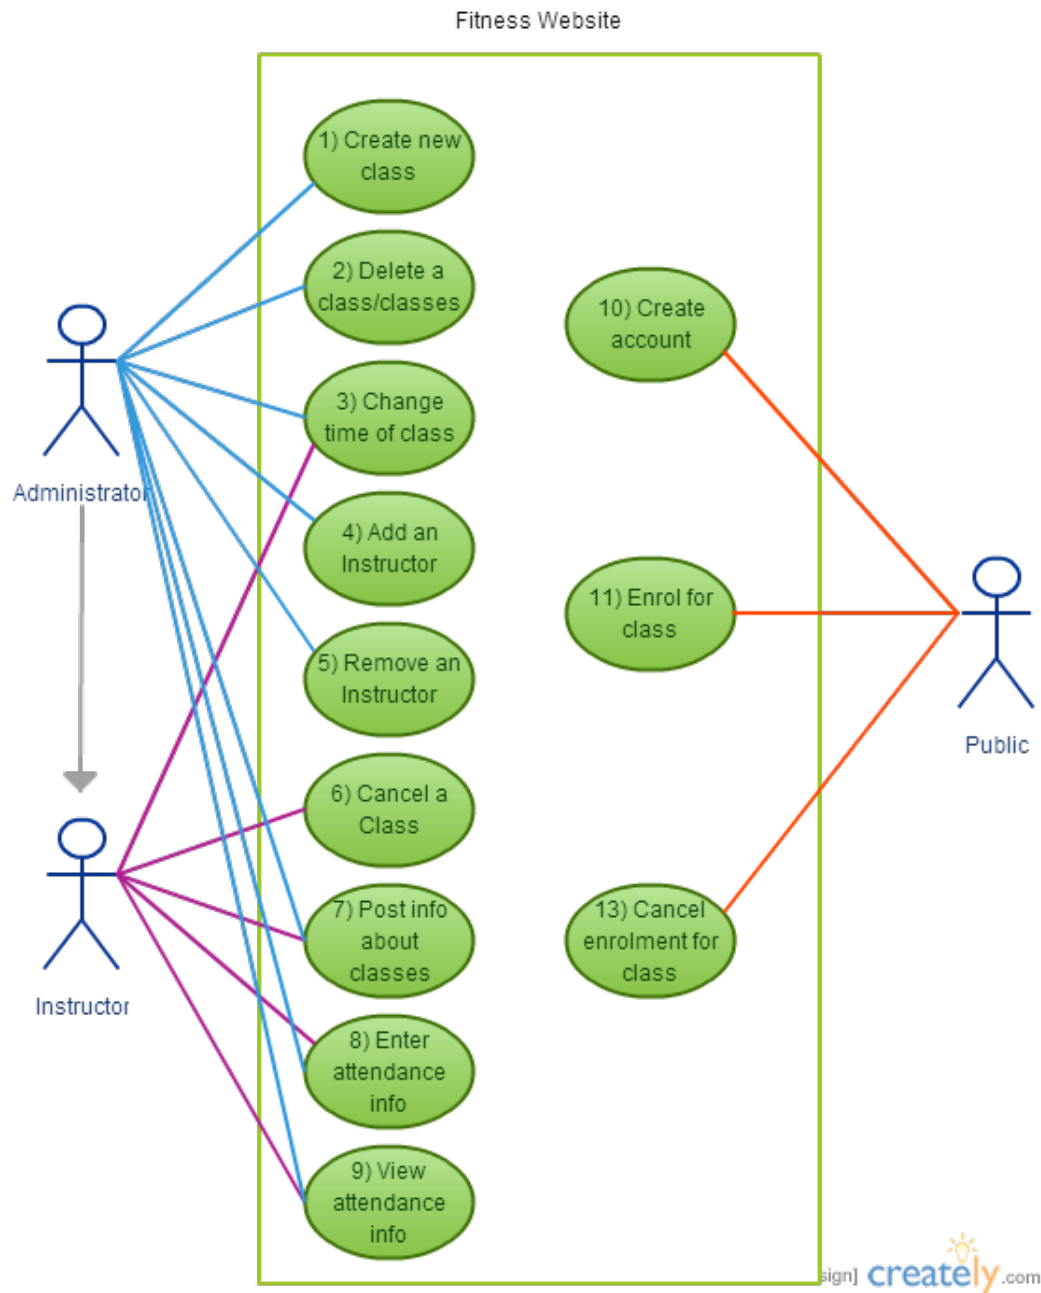 Fitness Website
1) Create new
class
2) Delete a
class/classes
3) Change
time of class
4) Add an
Instructor
5) Remove an
Instructor
6) Cancel a
Class
7) Post info
about
classes
8) Enter
attendance
info
9) View
attendance
info
10) Create
account
11) Enrol for
class
13) Cancel
enrolment for
class
Administrator
Instructor
Public
sign] creately.com